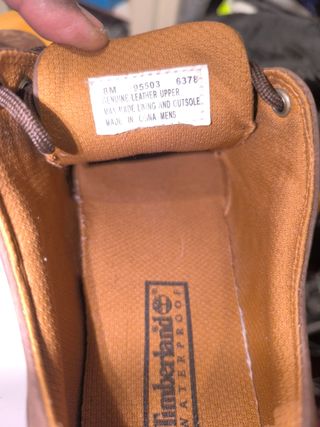 8M 95503 6378
GENUINE LEATHER UPPER
MAN MADE LINING AND OUTSOLE
MADE IN CHINA MENS
Timberland ®
WATERPROOF